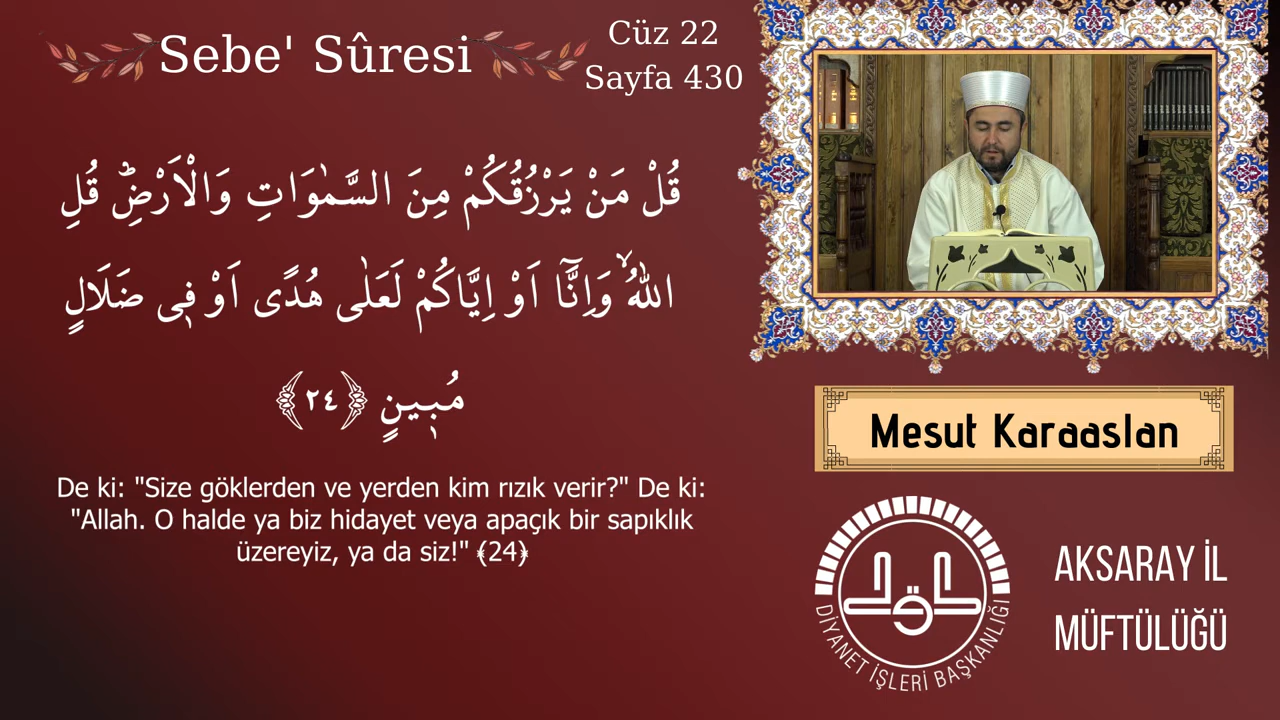 Sebe' Sûresi
Cüz 22
Sayfa 430
قُلْ مَنْ يَرْزُقُكُمْ مِنَ السَّمٰوَاتِ وَالْاَرْضِۜ قُلِ
اللّٰهُۙ وَاِنَّٓا اَوْ اِيَّاكُمْ لَعَلٰى هُدًى اَوْ ف۪ى ضَلَالٍ
مُب۪ينٍ ﴿٢٤﴾
De ki: "Size göklerden ve yerden kim rızık verir?" De ki:
"Allah. O halde ya biz hidayet veya apaçık bir sapıklık
üzereyiz, ya da siz!" ﴾24﴿
Mesut Karaaslan
DİYANET İŞLERİ BAŞKANLIĞI
AKSARAY İL
MÜFTÜLÜĞÜ